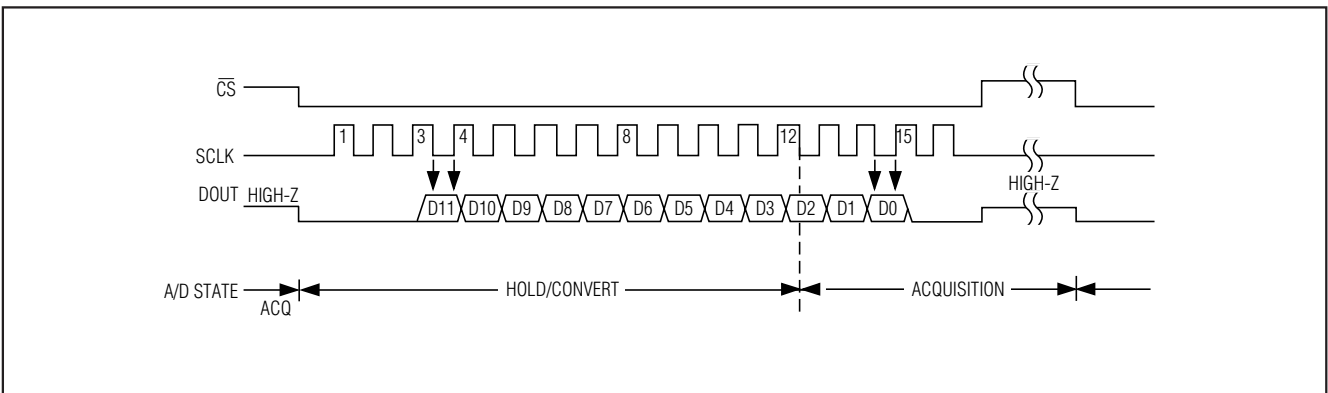 C̅S̅
1 3 4 8 12 15
SCLK
DOUT HIGH-Z HIGH-Z
D11 D10 D9 D8 D7 D6 D5 D4 D3 D2 D1 D0
A/D STATE HOLD/CONVERT ACQUISITION
ACQ